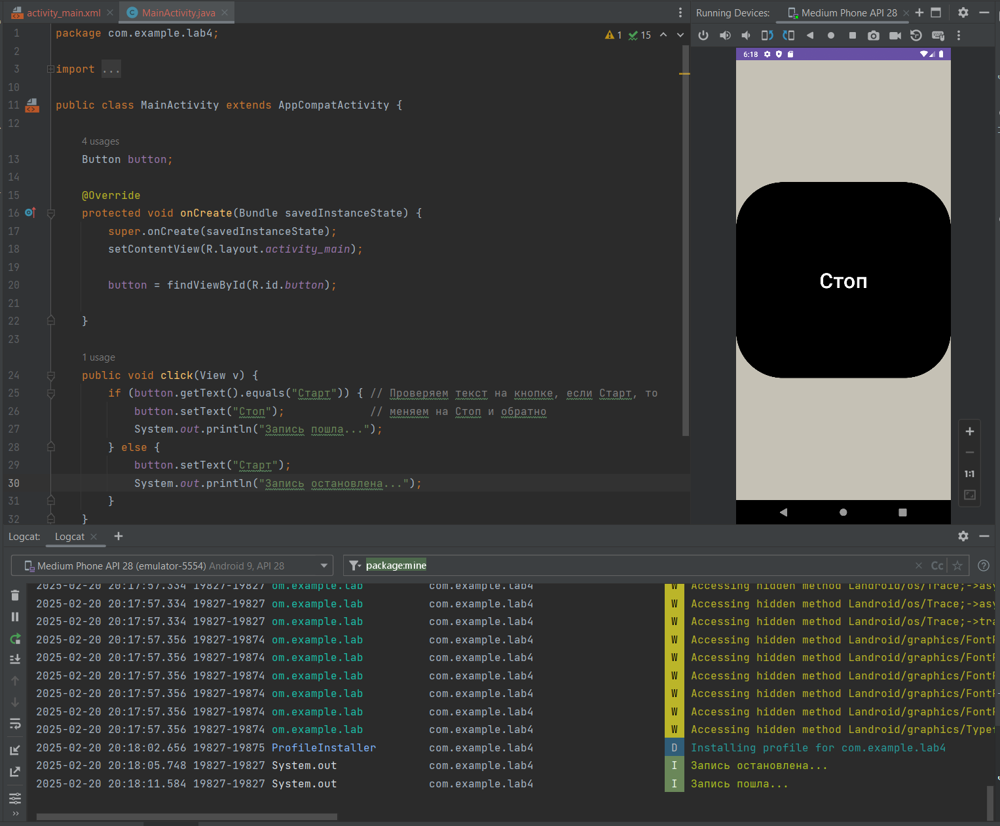 activity_main.xml
MainActivity.java
Running Devices:
Medium Phone API 28
1 package com.example.lab4;
1 15
2
3 import ...
10
11 public class MainActivity extends AppCompatActivity {
12
4 usages
13 Button button;
14
15 @Override
16 protected void onCreate(Bundle savedInstanceState) {
17 super.onCreate(savedInstanceState);
18 setContentView(R.layout.activity_main);
19
20 button = findViewById(R.id.button);
21
22 }
23
1 usage
24 public void click(View v) {
25 if (button.getText().equals("Старт")) { // Проверяем текст на кнопке, если Старт, то
26 button.setText("Стоп"); // меняем на Стоп и обратно
27 System.out.println("Запись пошла...");
28 } else {
29 button.setText("Старт");
30 System.out.println("Запись остановлена...");
31 }
32 }
6:18
Стоп
1:1
Logcat:
Logcat
Medium Phone API 28 (emulator-5554) Android 9, API 28
package:mine
Cc
2025-02-20 20:17:57.334 19827-19827 om.example.lab com.example.lab4 W Accessing hidden method Landroid/os/Trace;->asy
2025-02-20 20:17:57.334 19827-19827 om.example.lab com.example.lab4 W Accessing hidden method Landroid/os/Trace;->asy
2025-02-20 20:17:57.334 19827-19827 om.example.lab com.example.lab4 W Accessing hidden method Landroid/os/Trace;->tra
2025-02-20 20:17:57.356 19827-19874 om.example.lab com.example.lab4 W Accessing hidden method Landroid/graphics/FontF
2025-02-20 20:17:57.356 19827-19874 om.example.lab com.example.lab4 W Accessing hidden method Landroid/graphics/FontF
2025-02-20 20:17:57.356 19827-19874 om.example.lab com.example.lab4 W Accessing hidden method Landroid/graphics/FontF
2025-02-20 20:17:57.356 19827-19874 om.example.lab com.example.lab4 W Accessing hidden method Landroid/graphics/FontF
2025-02-20 20:17:57.356 19827-19874 om.example.lab com.example.lab4 W Accessing hidden method Landroid/graphics/FontF
2025-02-20 20:17:57.356 19827-19874 om.example.lab com.example.lab4 W Accessing hidden method Landroid/graphics/Typef
2025-02-20 20:18:02.656 19827-19875 ProfileInstaller com.example.lab4 D Installing profile for com.example.lab4
2025-02-20 20:18:05.748 19827-19827 System.out com.example.lab4 I Запись остановлена...
2025-02-20 20:18:11.584 19827-19827 System.out com.example.lab4 I Запись пошла...